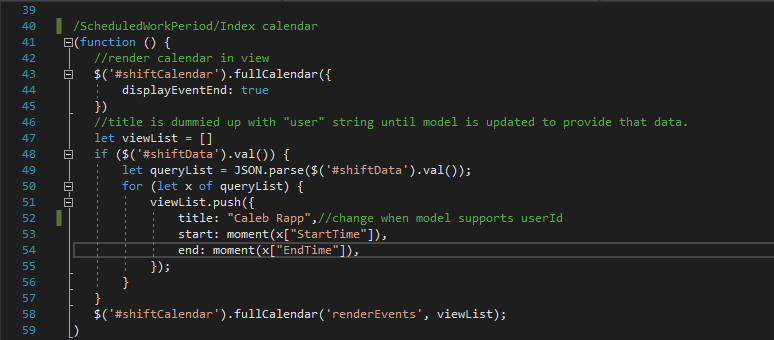 39
40 /ScheduledWorkPeriod/Index calendar
41 (function () {
42 //render calendar in view
43 $('#shiftCalendar').fullCalendar({
44 displayEventEnd: true
45 })
46 //title is dummied up with "user" string until model is updated to provide that data.
47 let viewList = []
48 if ($('#shiftData').val()) {
49 let queryList = JSON.parse($('#shiftData').val());
50 for (let x of queryList) {
51 viewList.push({
52 title: "Caleb Rapp",//change when model supports userId
53 start: moment(x["StartTime"]),
54 end: moment(x["EndTime"]),
55 });
56 }
57 }
58 $('#shiftCalendar').fullCalendar('renderEvents', viewList);
59 )